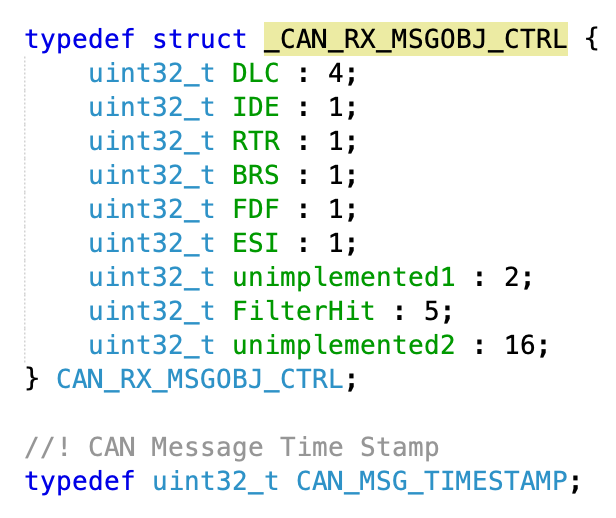 typedef struct _CAN_RX_MSGOBJ_CTRL {
    uint32_t DLC : 4;
    uint32_t IDE : 1;
    uint32_t RTR : 1;
    uint32_t BRS : 1;
    uint32_t FDF : 1;
    uint32_t ESI : 1;
    uint32_t unimplemented1 : 2;
    uint32_t FilterHit : 5;
    uint32_t unimplemented2 : 16;
} CAN_RX_MSGOBJ_CTRL;

//! CAN Message Time Stamp
typedef uint32_t CAN_MSG_TIMESTAMP;